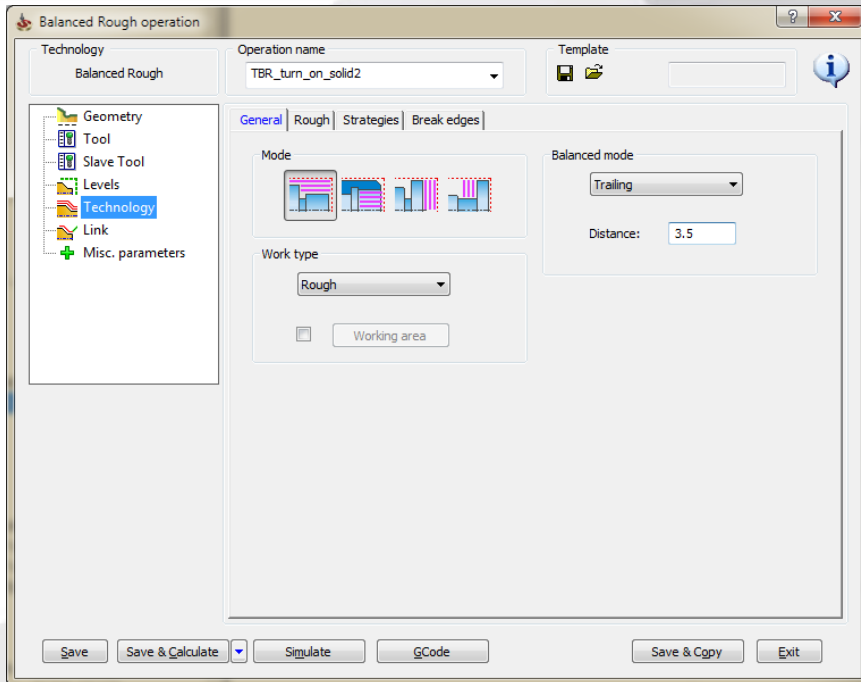 Balanced Rough operation
Technology
Balanced Rough
Operation name
TBR_turn_on_solid2
Template
Geometry
Tool
Slave Tool
Levels
Technology
Link
Misc. parameters
General Rough Strategies Break edges
Mode
Balanced mode
Trailing
Distance: 3.5
Work type
Rough
Working area
Save Save & Calculate Simulate GCode Save & Copy Exit